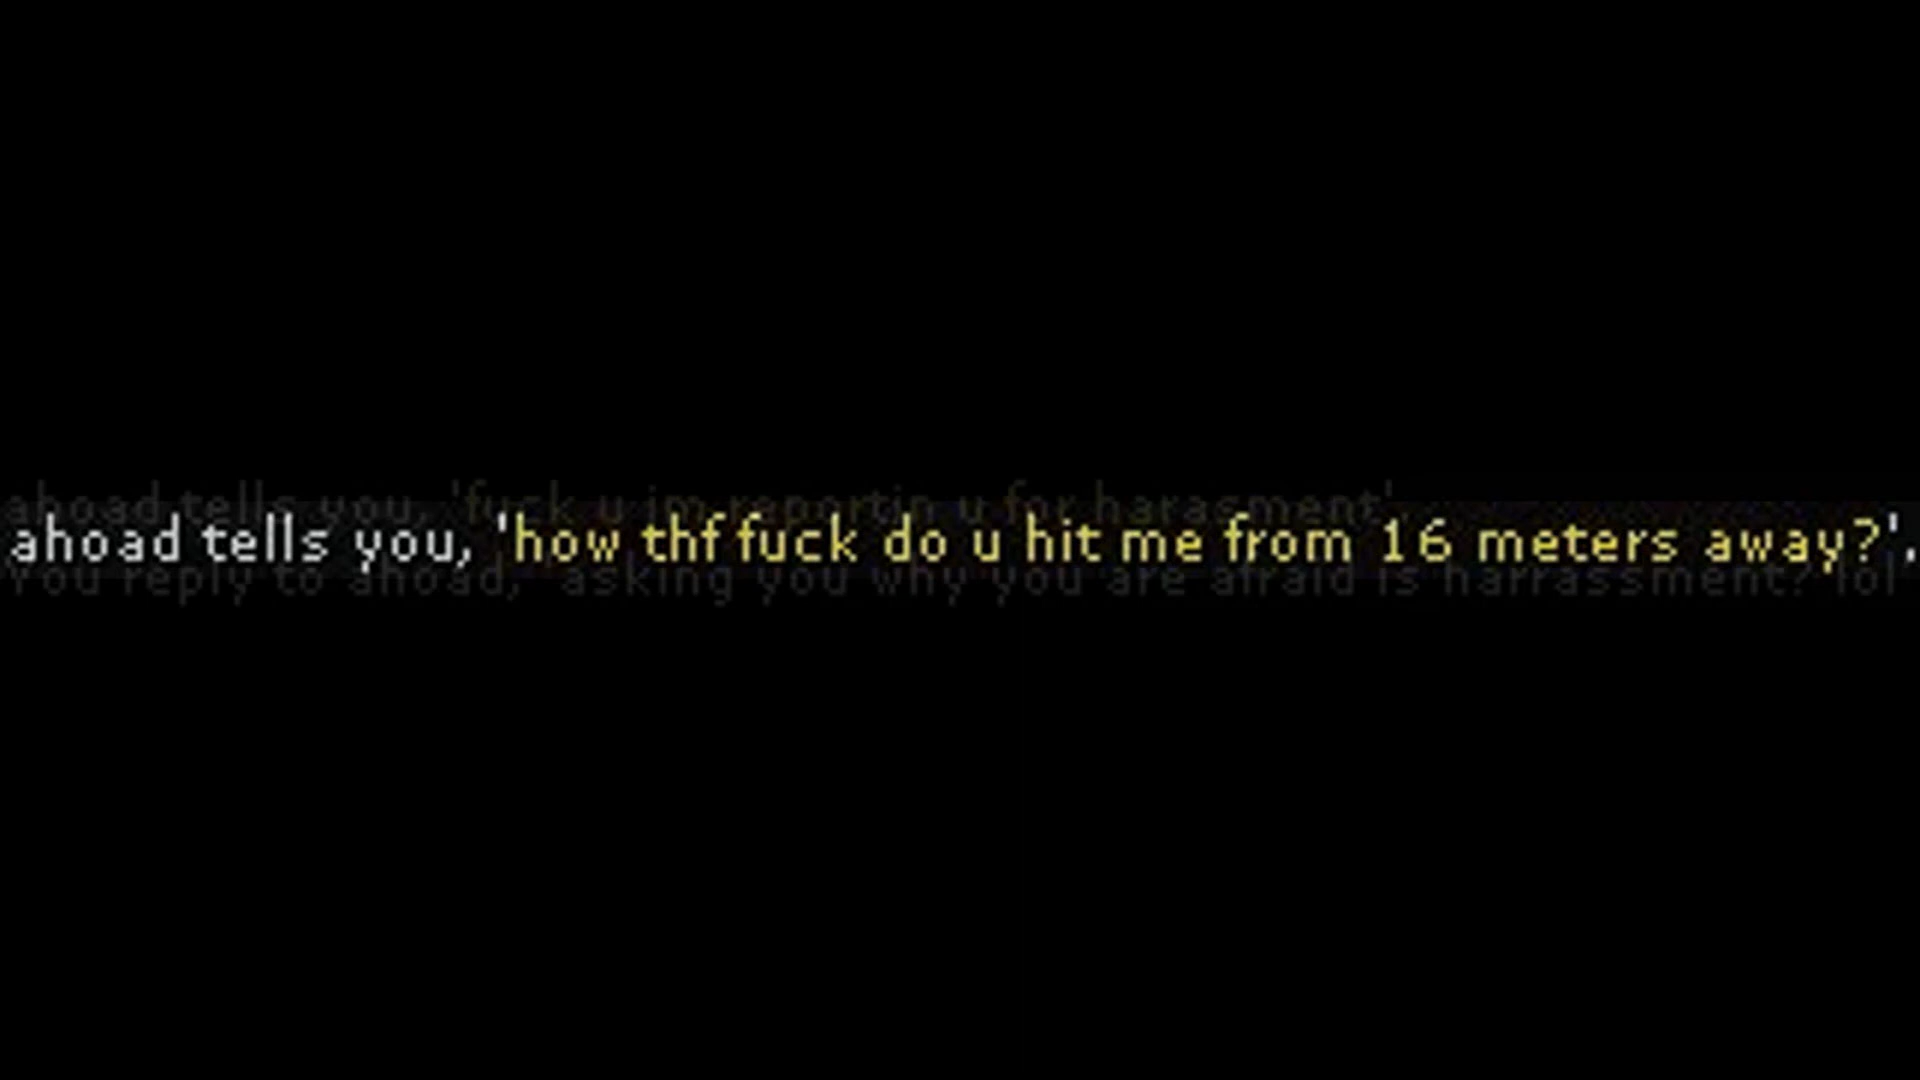 ahoad tells you, 'fuck u im reportin u for harasment'.
ahoad tells you, 'how thf fuck do u hit me from 16 meters away?'.
You reply to ahoad, 'asking you why you are afraid is harrassment? lol'